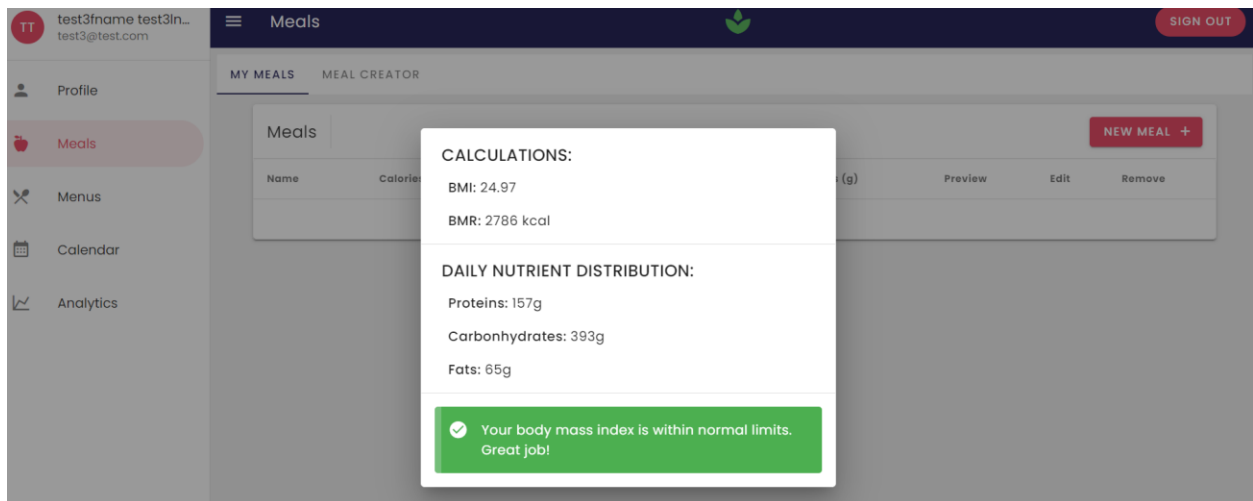 TT
test3fname test3ln...
test3@test.com
Meals
SIGN OUT
MY MEALS MEAL CREATOR
Profile
Meals
Menus
Calendar
Analytics
Meals
NEW MEAL +
Name Calories (g) Preview Edit Remove
CALCULATIONS:
BMI: 24.97
BMR: 2786 kcal
DAILY NUTRIENT DISTRIBUTION:
Proteins: 157g
Carbonhydrates: 393g
Fats: 65g
Your body mass index is within normal limits.
Great job!